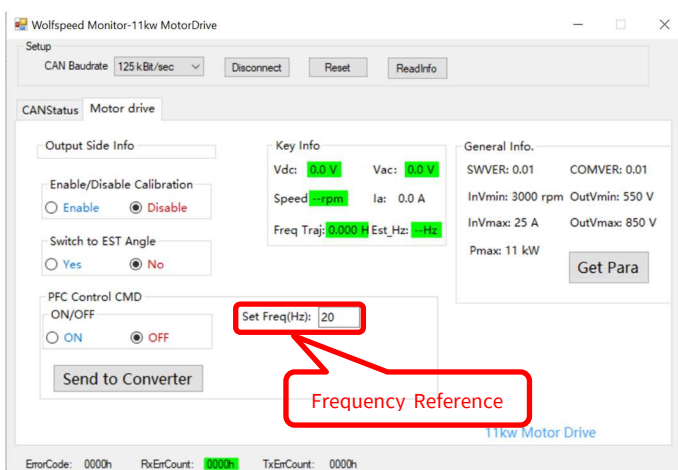 Wolfspeed Monitor-11kw MotorDrive
Setup
CAN Baudrate 125 kBit/sec Disconnect Reset ReadInfo
CANStatus Motor drive
Output Side Info
Enable/Disable Calibration
Enable Disable
Switch to EST Angle
Yes No
Key Info
Vdc: 0.0 V Vac: 0.0 V
Speed --rpm Ia: 0.0 A
Freq Traj: 0.000 H Est_Hz: --Hz
General Info.
SWVER: 0.01 COMVER: 0.01
InVmin: 3000 rpm OutVmin: 550 V
InVmax: 25 A OutVmax: 850 V
Pmax: 11 kW
Get Para
PFC Control CMD
ON/OFF
ON OFF
Set Freq(Hz): 20
Send to Converter
Frequency Reference
11kw Motor Drive
ErrorCode: 0000h RxErrCount: 0000h TxErrCount: 0000h